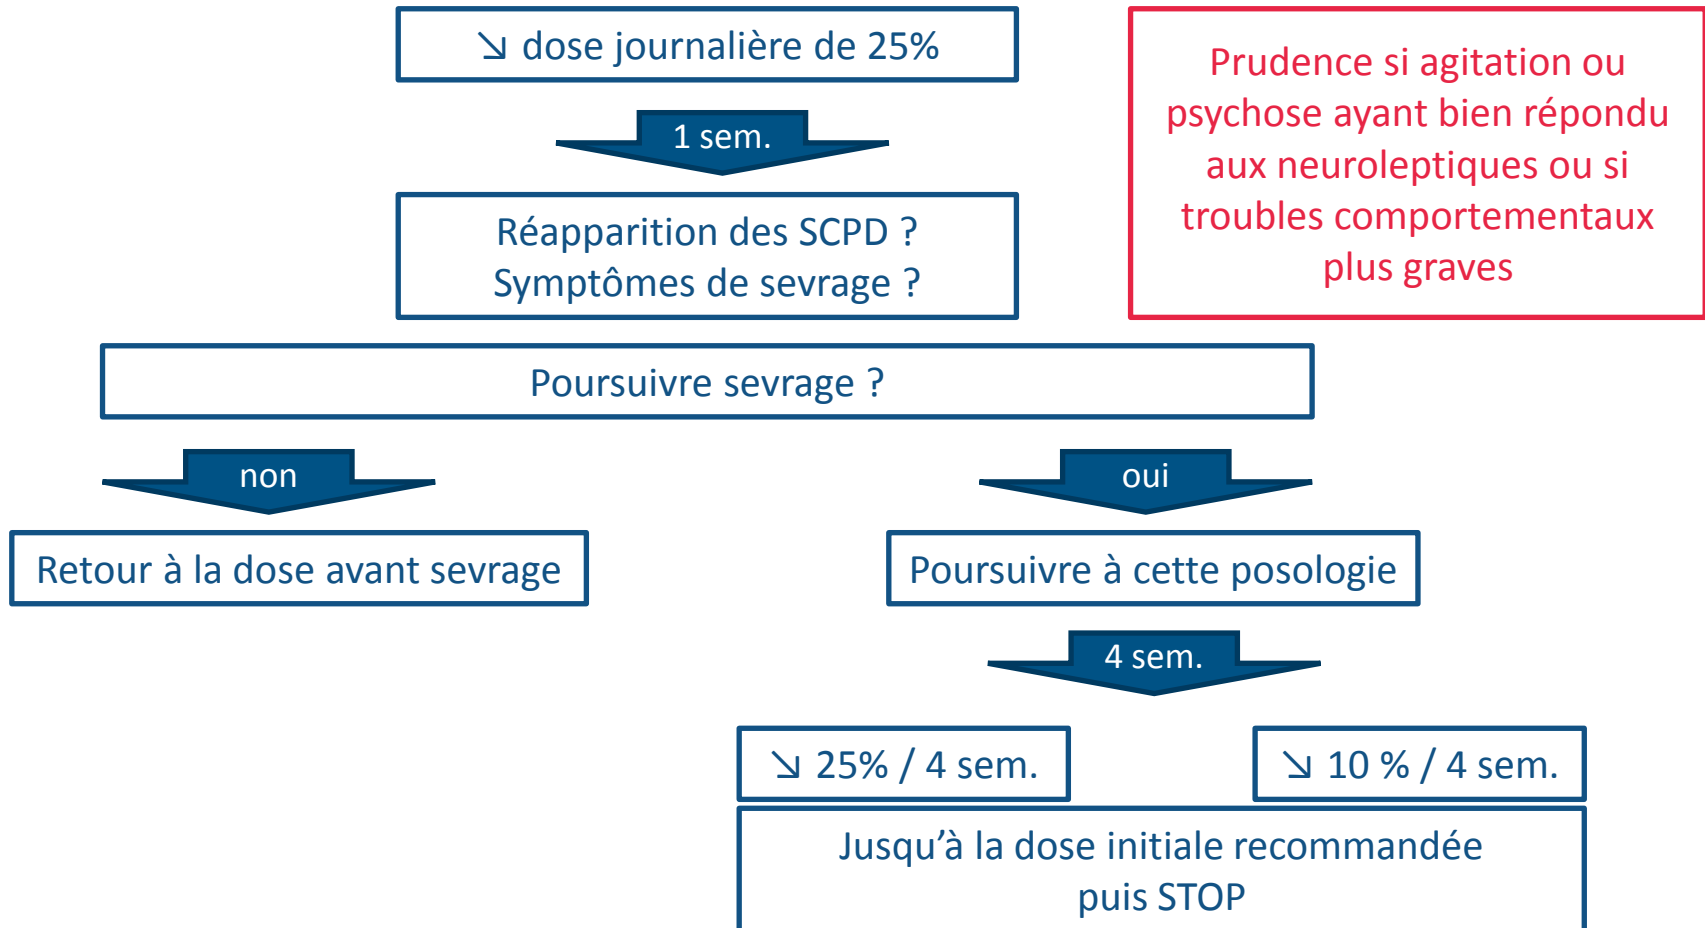 ↘ dose journalière de 25%
Prudence si agitation ou
psychose ayant bien répondu
aux neuroleptiques ou si
troubles comportementaux
plus graves
1 sem.
Réapparition des SCPD ?
Symptômes de sevrage ?
Poursuivre sevrage ?
non
oui
Retour à la dose avant sevrage
Poursuivre à cette posologie
4 sem.
↘ 25% / 4 sem.
↘ 10 % / 4 sem.
Jusqu’à la dose initiale recommandée
puis STOP